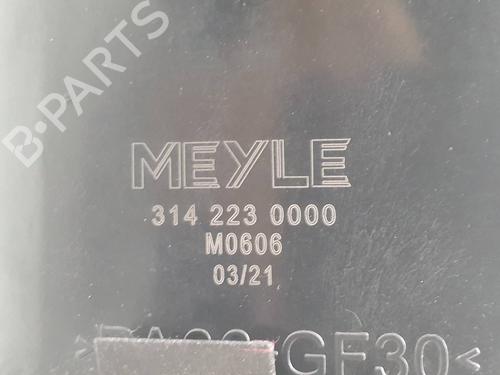 B-PARTS
MEYLE
314 223 0000
M0606
03/21
GF30<